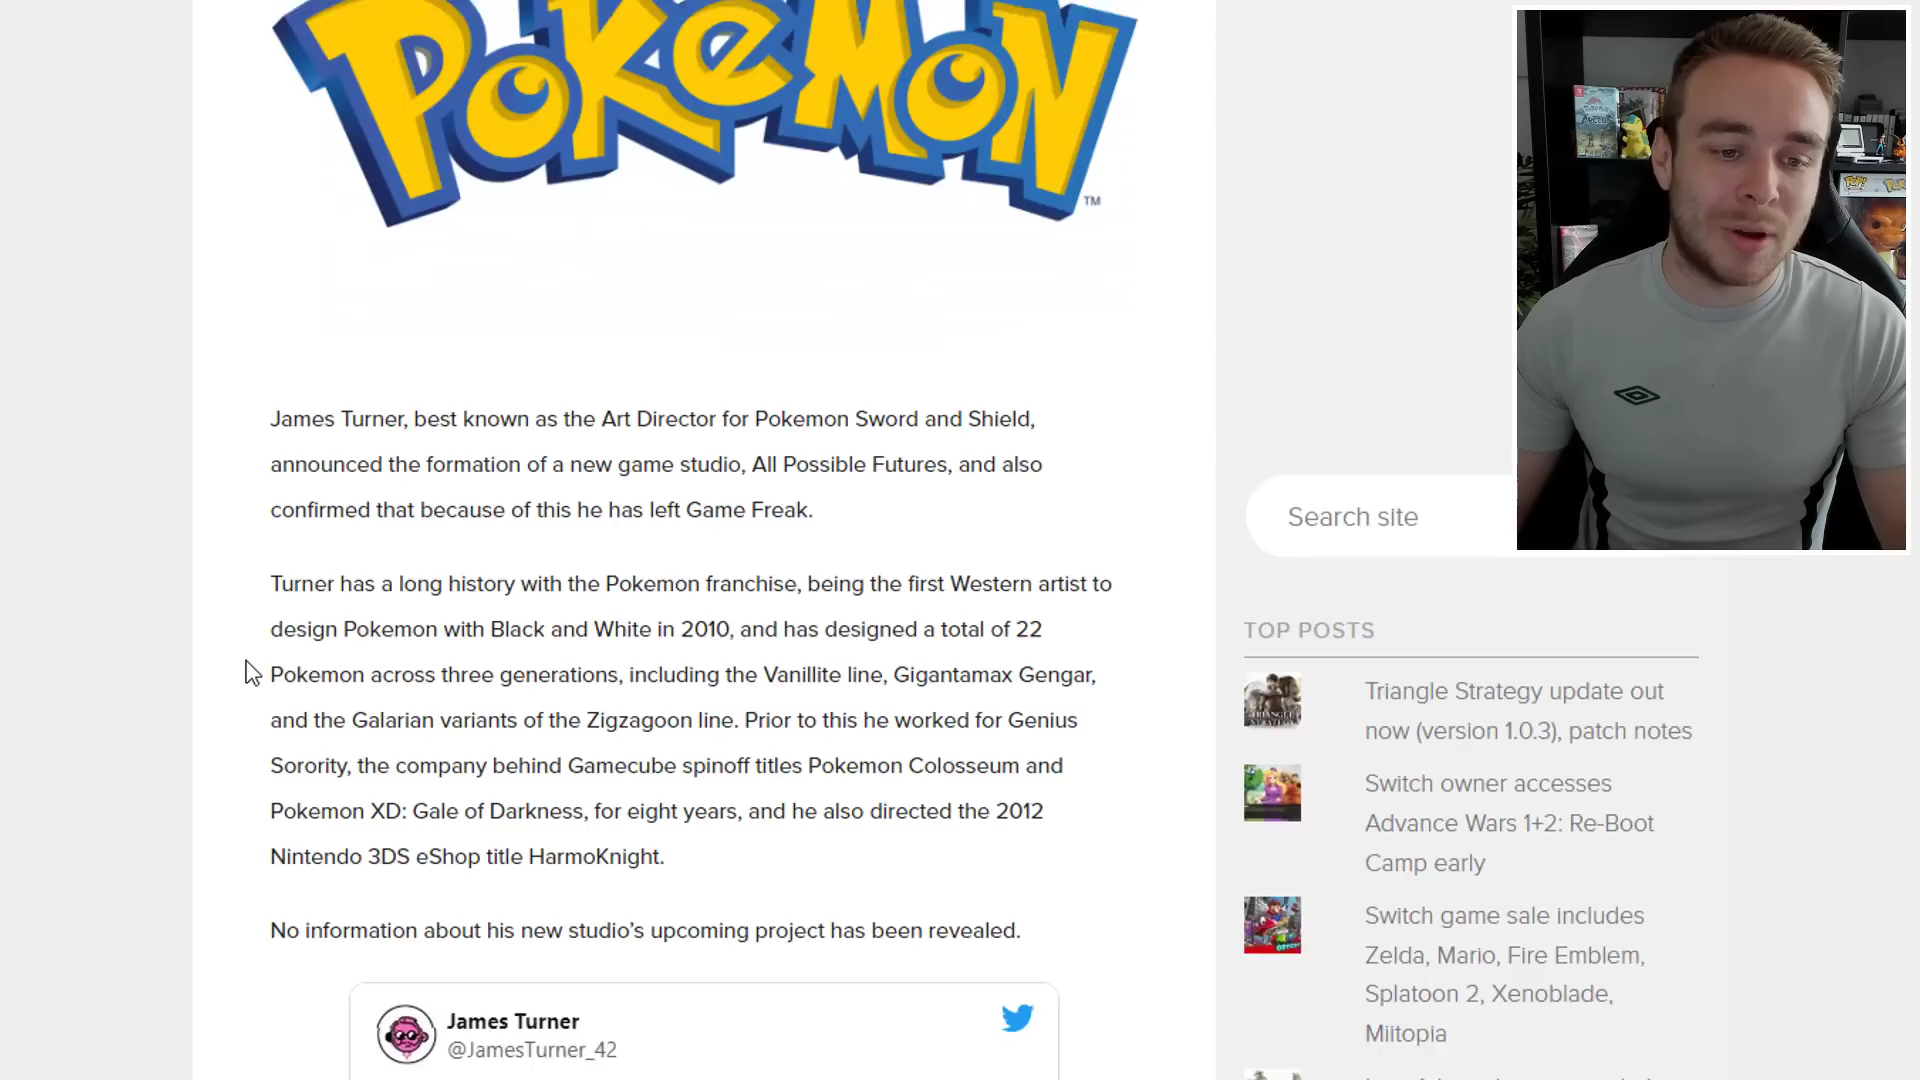 POKéMON
™
James Turner, best known as the Art Director for Pokemon Sword and Shield,
announced the formation of a new game studio, All Possible Futures, and also
confirmed that because of this he has left Game Freak.
Turner has a long history with the Pokemon franchise, being the first Western artist to
design Pokemon with Black and White in 2010, and has designed a total of 22
Pokemon across three generations, including the Vanillite line, Gigantamax Gengar,
and the Galarian variants of the Zigzagoon line. Prior to this he worked for Genius
Sorority, the company behind Gamecube spinoff titles Pokemon Colosseum and
Pokemon XD: Gale of Darkness, for eight years, and he also directed the 2012
Nintendo 3DS eShop title HarmoKnight.
No information about his new studio’s upcoming project has been revealed.
James Turner
@JamesTurner_42
ARCEUS
POP!
Search site
TOP POSTS
Triangle Strategy update out
now (version 1.0.3), patch notes
Switch owner accesses
Advance Wars 1+2: Re-Boot
Camp early
Switch game sale includes
Zelda, Mario, Fire Emblem,
Splatoon 2, Xenoblade,
Miitopia